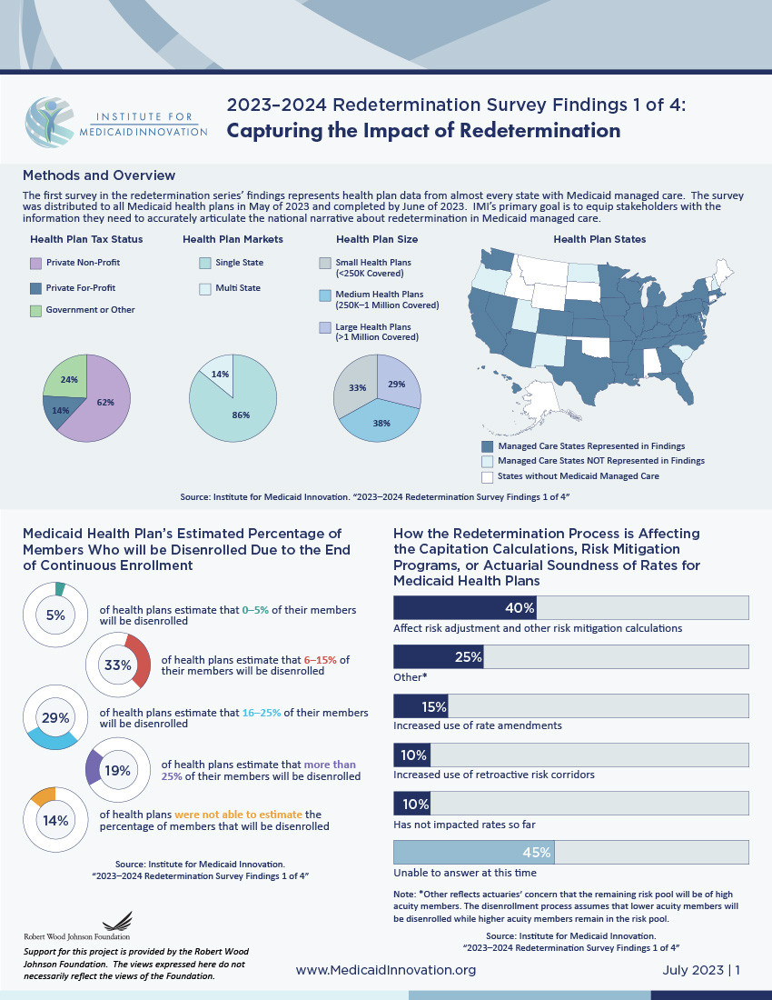 INSTITUTE FOR
MEDICAID INNOVATION
2023–2024 Redetermination Survey Findings 1 of 4:
Capturing the Impact of Redetermination
Methods and Overview
The first survey in the redetermination series' findings represents health plan data from almost every state with Medicaid managed care.  The survey
was distributed to all Medicaid health plans in May of 2023 and completed by June of 2023.  IMI's primary goal is to equip stakeholders with the
information they need to accurately articulate the national narrative about redetermination in Medicaid managed care.
Health Plan Tax Status
Private Non-Profit
Private For-Profit
Government or Other
24%
14%
62%
Health Plan Markets
Single State
Multi State
14%
86%
Health Plan Size
Small Health Plans
(<250K Covered)
Medium Health Plans
(250K–1 Million Covered)
Large Health Plans
(>1 Million Covered)
33%
29%
38%
Health Plan States
Managed Care States Represented in Findings
Managed Care States NOT Represented in Findings
States without Medicaid Managed Care
Source: Institute for Medicaid Innovation. "2023–2024 Redetermination Survey Findings 1 of 4"
Medicaid Health Plan's Estimated Percentage of
Members Who will be Disenrolled Due to the End
of Continuous Enrollment
5%
of health plans estimate that 0–5% of their members
will be disenrolled
33%
of health plans estimate that 6–15% of
their members will be disenrolled
29%
of health plans estimate that 16–25% of their members
will be disenrolled
19%
of health plans estimate that more than
25% of their members will be disenrolled
14%
of health plans were not able to estimate the
percentage of members that will be disenrolled
Source: Institute for Medicaid Innovation.
"2023–2024 Redetermination Survey Findings 1 of 4"
How the Redetermination Process is Affecting
the Capitation Calculations, Risk Mitigation
Programs, or Actuarial Soundness of Rates for
Medicaid Health Plans
40%
Affect risk adjustment and other risk mitigation calculations
25%
Other*
15%
Increased use of rate amendments
10%
Increased use of retroactive risk corridors
10%
Has not impacted rates so far
45%
Unable to answer at this time
Note: *Other reflects actuaries' concern that the remaining risk pool will be of high
acuity members. The disenrollment process assumes that lower acuity members will
be disenrolled while higher acuity members remain in the risk pool.
Source: Institute for Medicaid Innovation.
"2023–2024 Redetermination Survey Findings 1 of 4"
Robert Wood Johnson Foundation
Support for this project is provided by the Robert Wood
Johnson Foundation.  The views expressed here do not
necessarily reflect the views of the Foundation.
www.MedicaidInnovation.org
July 2023 | 1